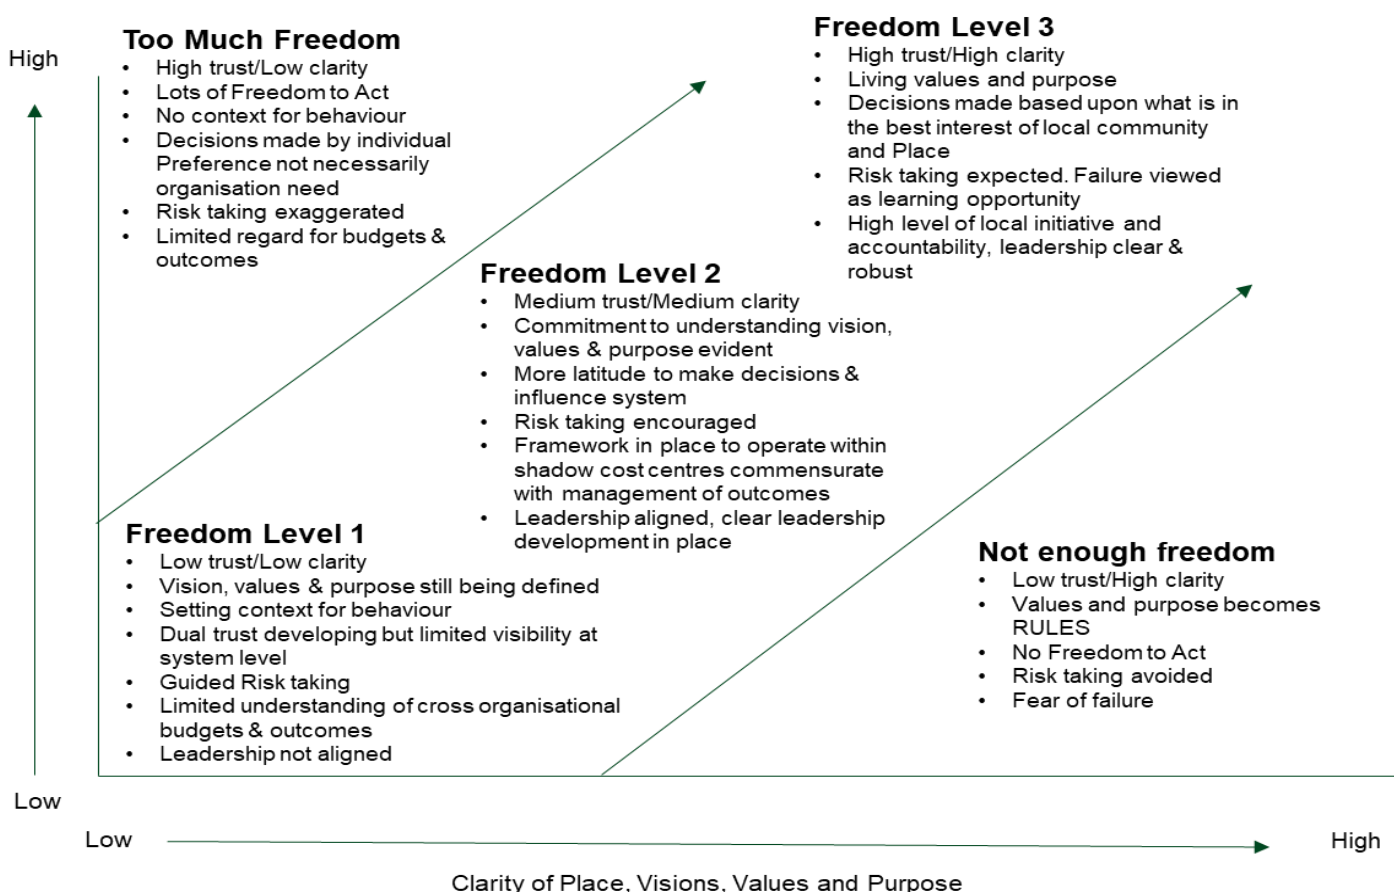 High
Too Much Freedom
• High trust/Low clarity
• Lots of Freedom to Act
• No context for behaviour
• Decisions made by individual
Preference not necessarily
organisation need
• Risk taking exaggerated
• Limited regard for budgets &
outcomes
Freedom Level 3
• High trust/High clarity
• Living values and purpose
• Decisions made based upon what is in
the best interest of local community
and Place
• Risk taking expected. Failure viewed
as learning opportunity
• High level of local initiative and
accountability, leadership clear &
robust
Freedom Level 2
• Medium trust/Medium clarity
• Commitment to understanding vision,
values & purpose evident
• More latitude to make decisions &
influence system
• Risk taking encouraged
• Framework in place to operate within
shadow cost centres commensurate
with management of outcomes
• Leadership aligned, clear leadership
development in place
Freedom Level 1
• Low trust/Low clarity
• Vision, values & purpose still being defined
• Setting context for behaviour
• Dual trust developing but limited visibility at
system level
• Guided Risk taking
• Limited understanding of cross organisational
budgets & outcomes
• Leadership not aligned
Not enough freedom
• Low trust/High clarity
• Values and purpose becomes
RULES
• No Freedom to Act
• Risk taking avoided
• Fear of failure
Low
Low
High
Clarity of Place, Visions, Values and Purpose